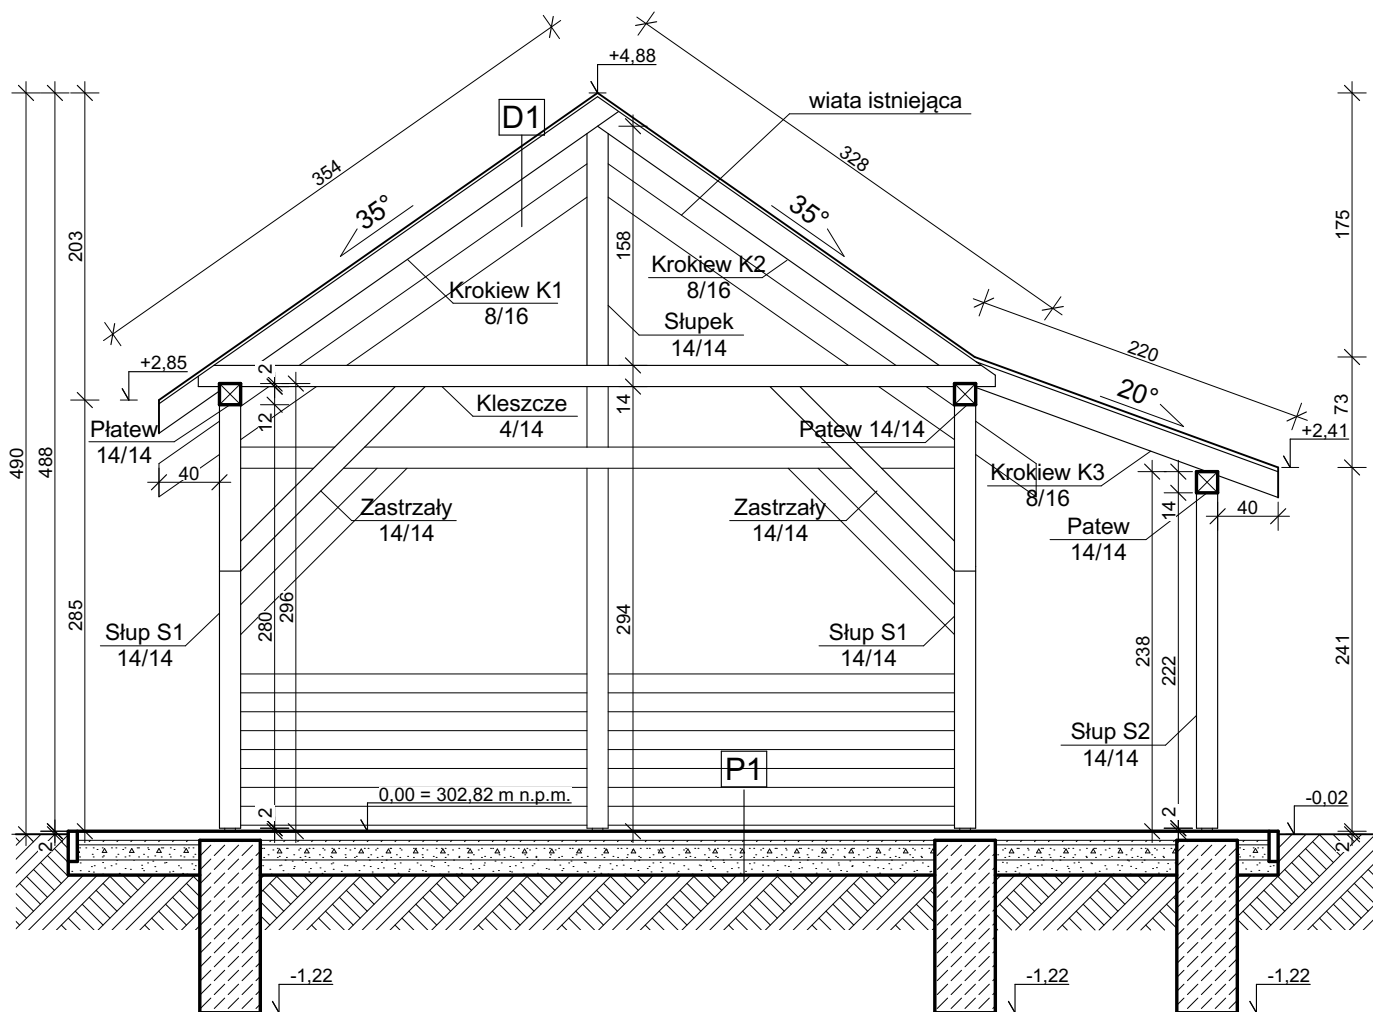 +4,88
wiata istniejąca
D1
354
328
35°
35°
203
158
175
Krokiew K1
8/16
Krokiew K2
8/16
Słupek
14/14
+2,85
2
220
20°
12
Kleszcze
4/14
14
Płatew
14/14
Patew 14/14
73
+2,41
490
488
40
Krokiew K3
8/16
14
40
Zastrzały
14/14
Zastrzały
14/14
Patew
14/14
285
280
296
294
238
222
241
Słup S1
14/14
Słup S1
14/14
Słup S2
14/14
P1
0,00 = 302,82 m n.p.m.
2
2
-0,02
2
2
-1,22
-1,22
-1,22